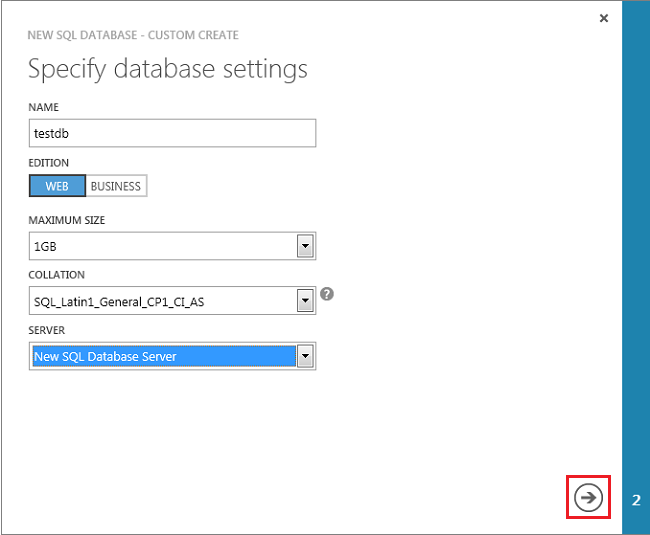 NEW SQL DATABASE - CUSTOM CREATE
Specify database settings
NAME
testdb
EDITION
WEB BUSINESS
MAXIMUM SIZE
1GB
COLLATION
SQL_Latin1_General_CP1_CI_AS
?
SERVER
New SQL Database Server
2